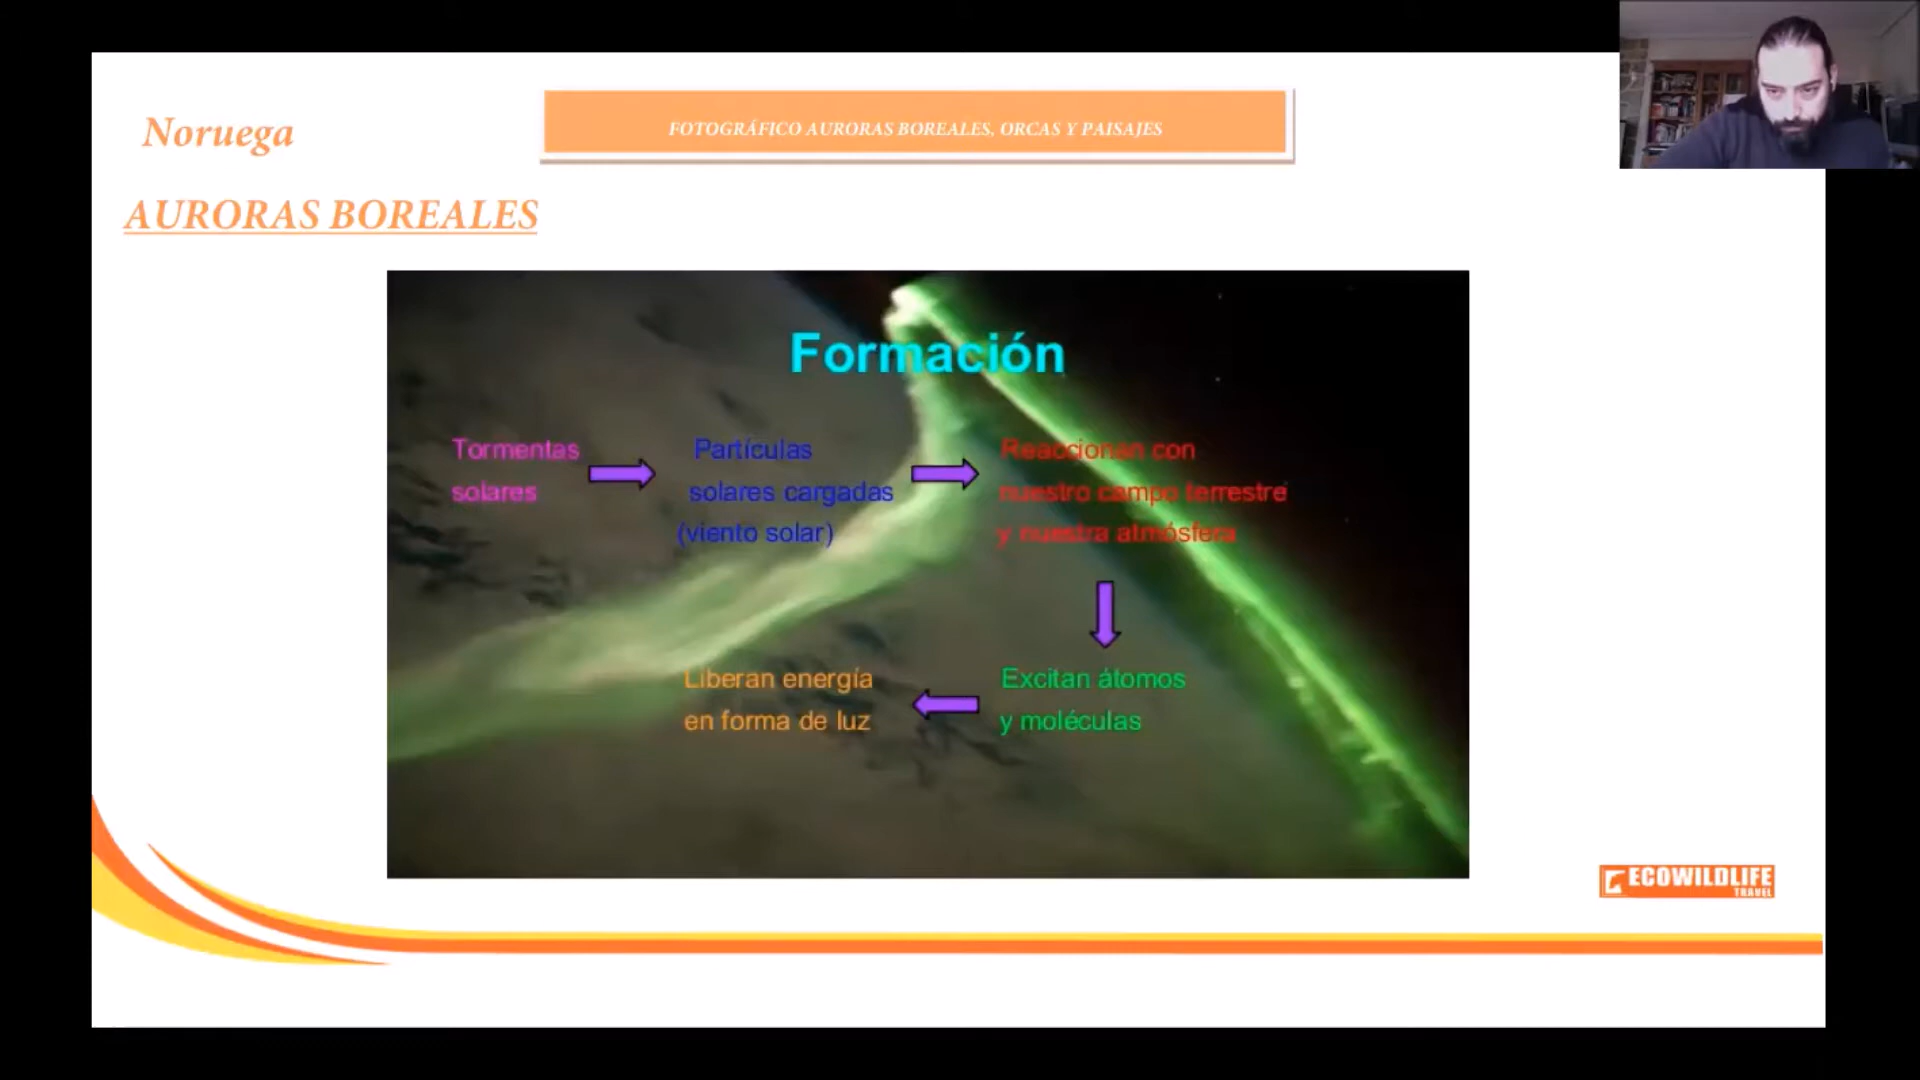 Noruega
FOTOGRÁFICO AURORAS BOREALES, ORCAS Y PAISAJES
AURORAS BOREALES
Formación
Tormentas
solares
Partículas
solares cargadas
(viento solar)
Reaccionan con
nuestro campo terrestre
y nuestra atmósfera
Excitan átomos
y moléculas
Liberan energía
en forma de luz
ECOWILDLIFE
TRAVEL